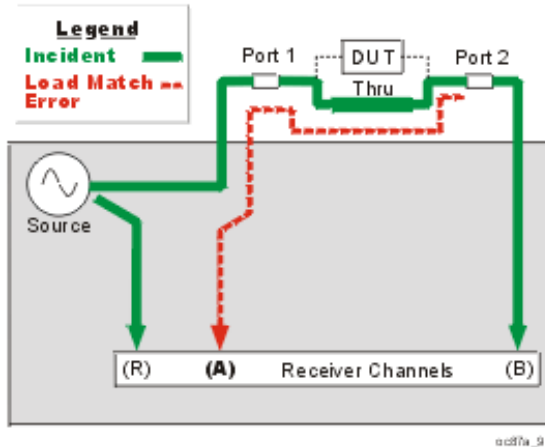 Legend
Incident
Load Match
Error
Port 1
DUT
Port 2
Thru
Source
(R)
(A)
Receiver Channels
(B)
oc87a_9